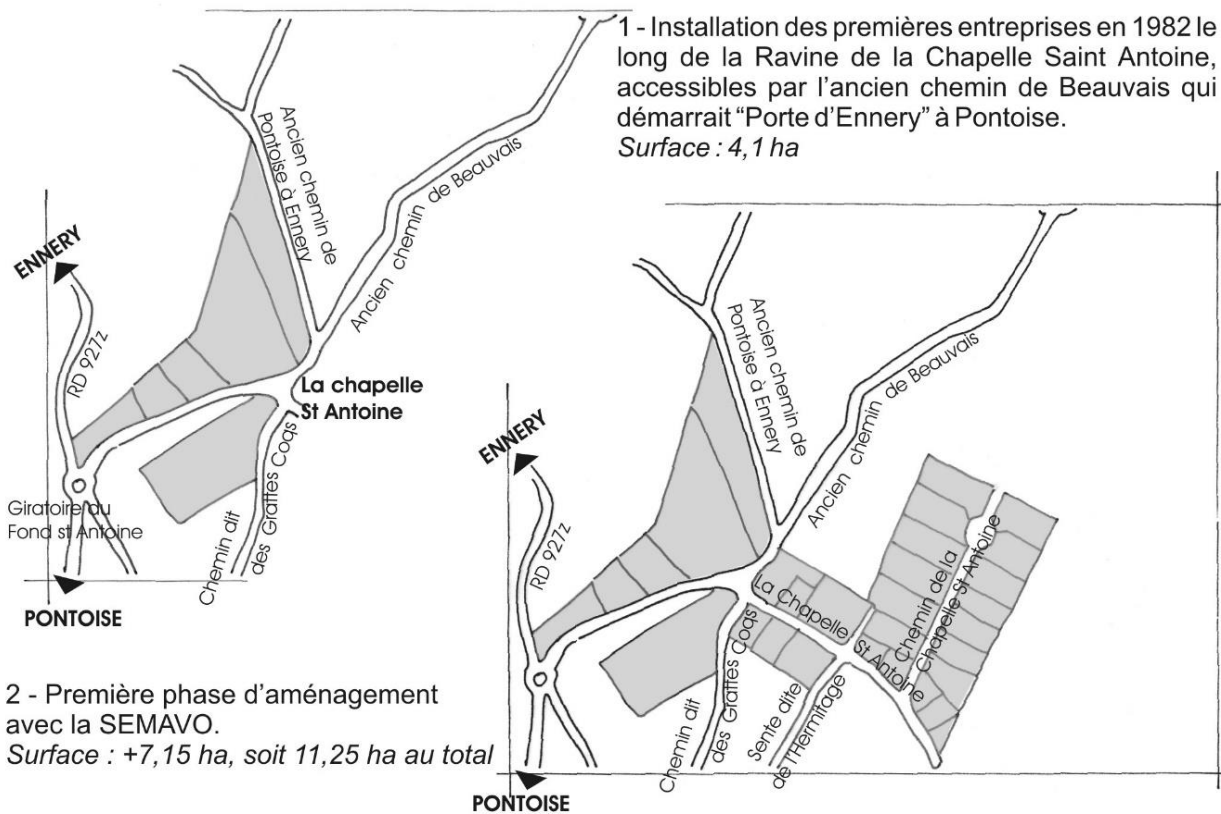 1 - Installation des premières entreprises en 1982 le
long de la Ravine de la Chapelle Saint Antoine,
accessibles par l’ancien chemin de Beauvais qui
démarrait “Porte d’Ennery” à Pontoise.
Surface : 4,1 ha
Ancien chemin de
Pontoise à Ennery
Ancien chemin de Beauvais
ENNERY
RD 927z
La chapelle
St Antoine
Giratoire du
Fond st Antoine
Chemin dit
des Grattes Coqs
PONTOISE
2 - Première phase d’aménagement
avec la SEMAVO.
Surface : +7,15 ha, soit 11,25 ha au total
Ancien chemin de
Pontoise à Ennery
Ancien chemin de Beauvais
ENNERY
RD 927z
La Chapelle St Antoine
Chemin de la
Chapelle St Antoine
Chemin dit
des Grattes Coqs
Sente dite
de l’Hermitage
PONTOISE